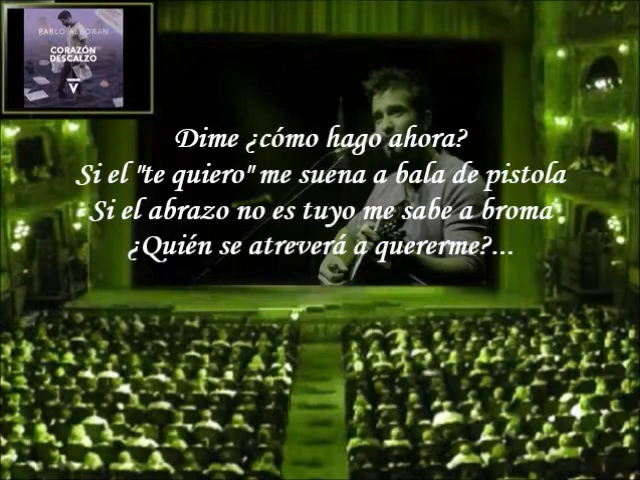 PABLO ALBORÁN
CORAZÓN
DESCALZO
V
Dime ¿cómo hago ahora?
Si el "te quiero" me suena a bala de pistola
Si el abrazo no es tuyo me sabe a broma
¿Quién se atreverá a quererme?...